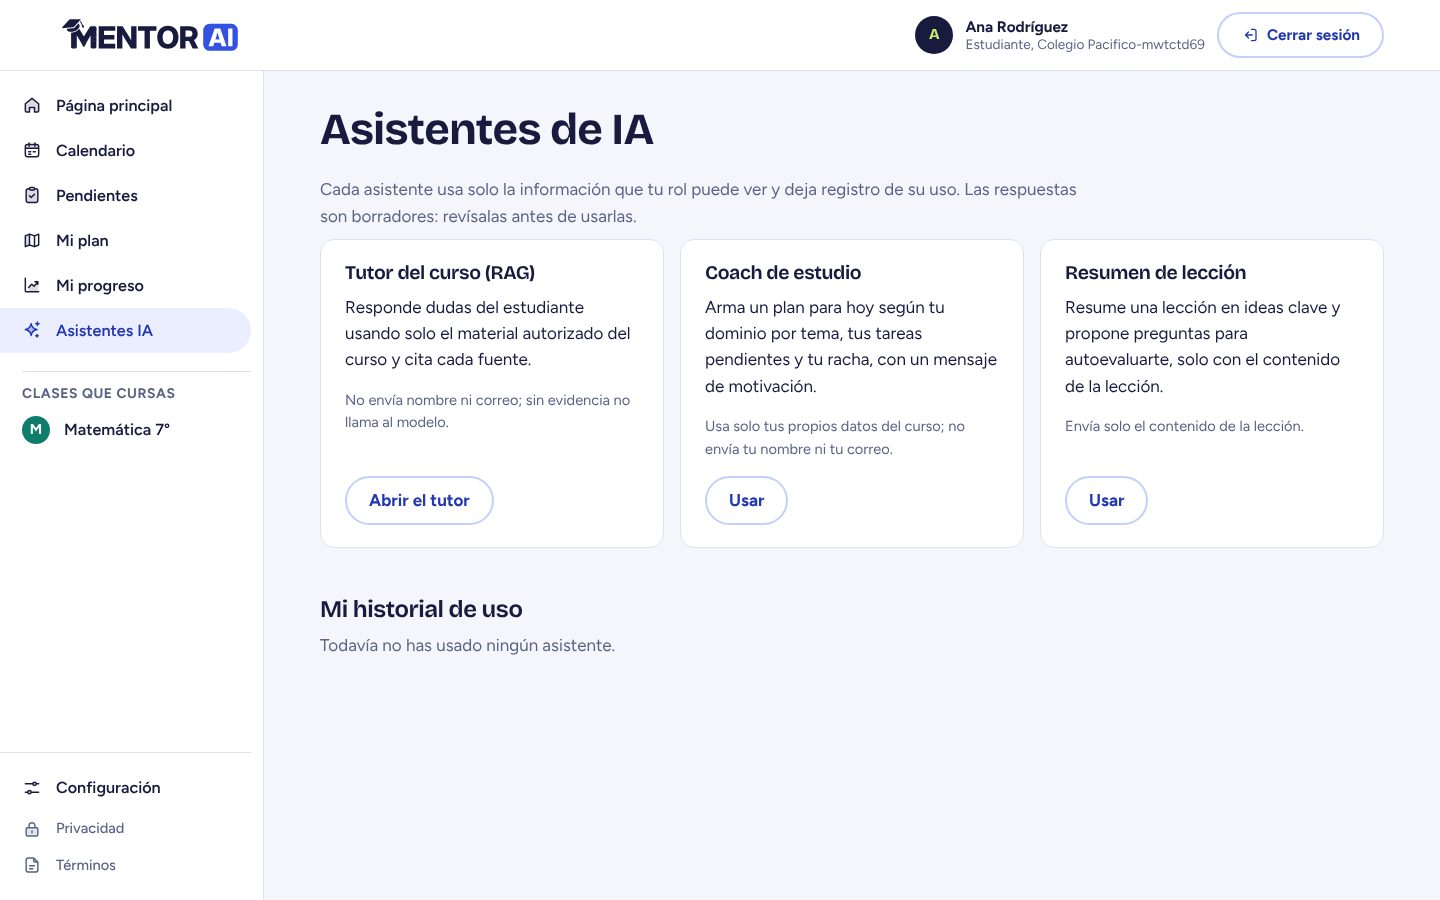 MENTOR AI
A
Ana Rodríguez
Estudiante, Colegio Pacifico-mwtctd69
Cerrar sesión
Página principal
Calendario
Pendientes
Mi plan
Mi progreso
Asistentes IA
CLASES QUE CURSAS
M
Matemática 7°
Configuración
Privacidad
Términos
Asistentes de IA
Cada asistente usa solo la información que tu rol puede ver y deja registro de su uso. Las respuestas
son borradores: revísalas antes de usarlas.
Tutor del curso (RAG)
Responde dudas del estudiante
usando solo el material autorizado del
curso y cita cada fuente.
No envía nombre ni correo; sin evidencia no
llama al modelo.
Abrir el tutor
Coach de estudio
Arma un plan para hoy según tu
dominio por tema, tus tareas
pendientes y tu racha, con un mensaje
de motivación.
Usa solo tus propios datos del curso; no
envía tu nombre ni tu correo.
Usar
Resumen de lección
Resume una lección en ideas clave y
propone preguntas para
autoevaluarte, solo con el contenido
de la lección.
Envía solo el contenido de la lección.
Usar
Mi historial de uso
Todavía no has usado ningún asistente.